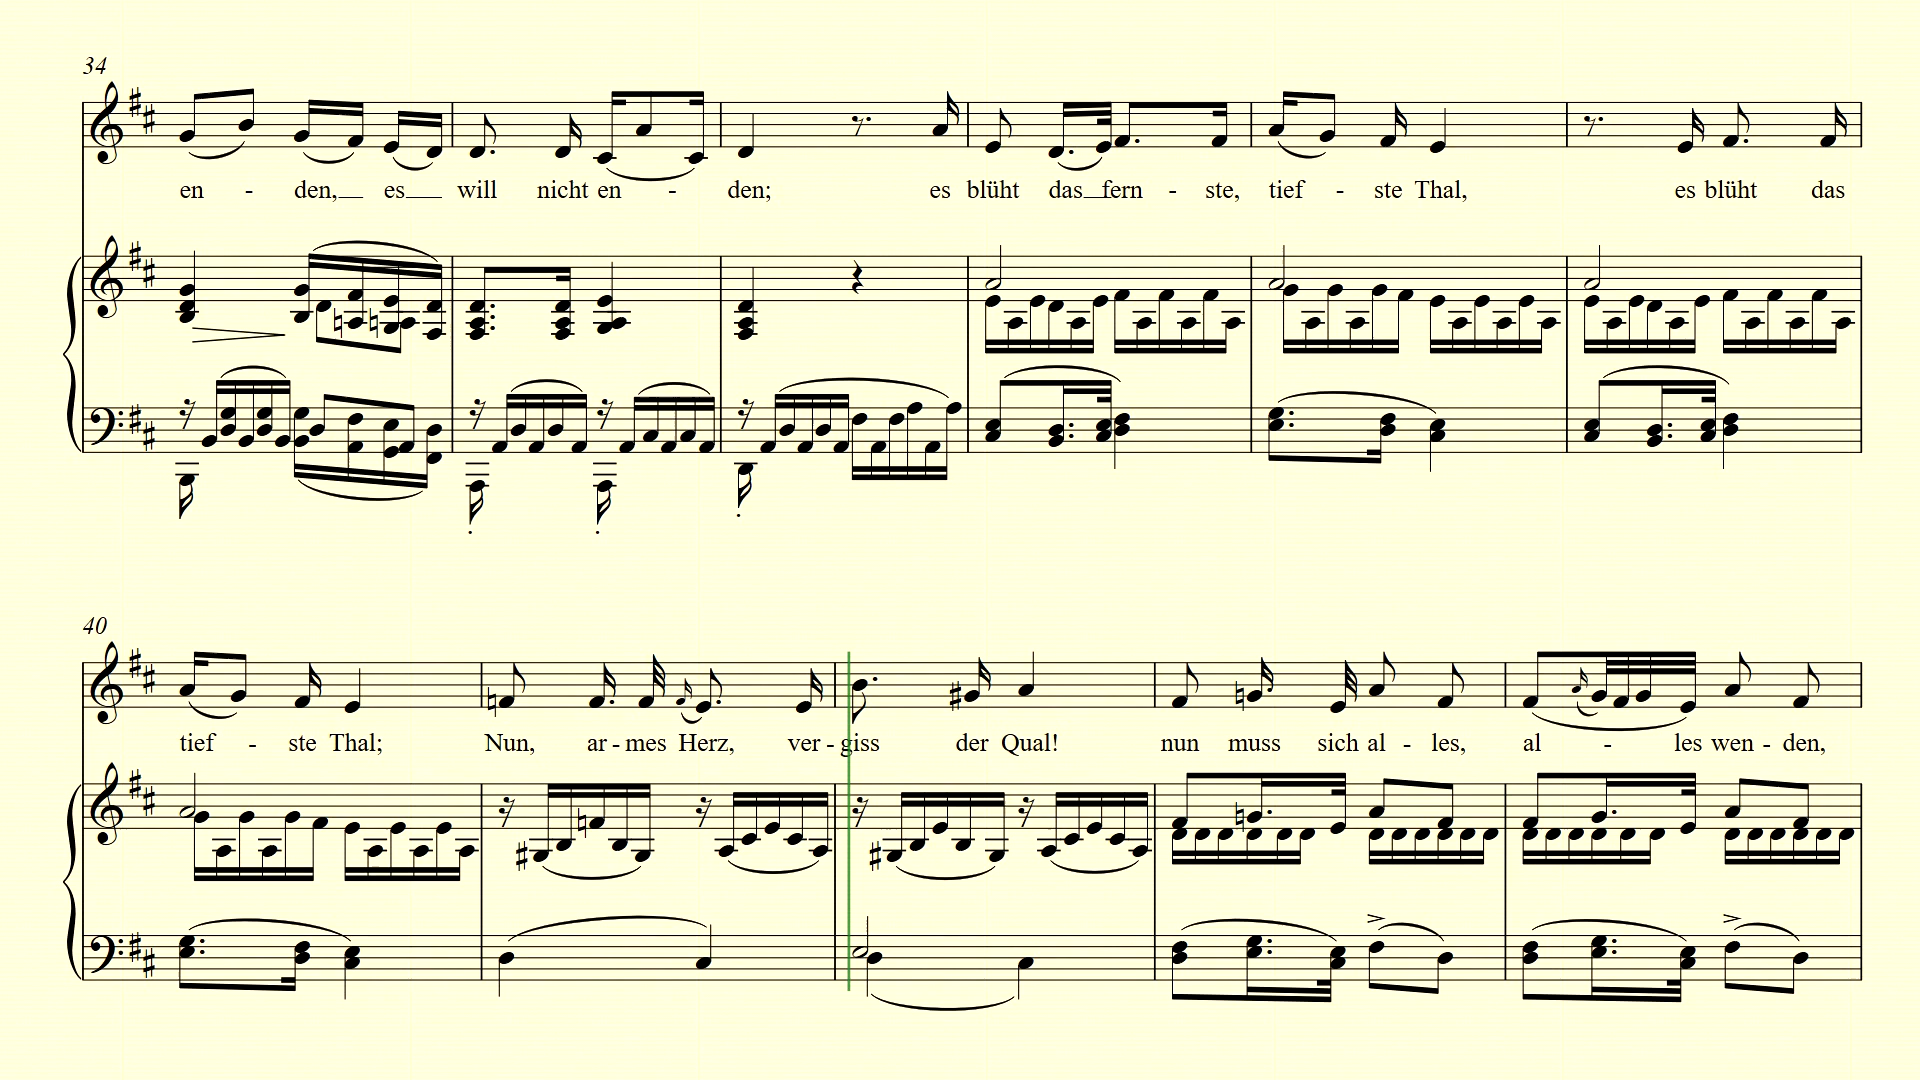 34
en - den, es will nicht en - den; es blüht das fern - ste, tief - ste Thal, es blüht das
40
tief - ste Thal; Nun, ar - mes Herz, ver - giss der Qual! nun muss sich al - les, al - les wen - den,